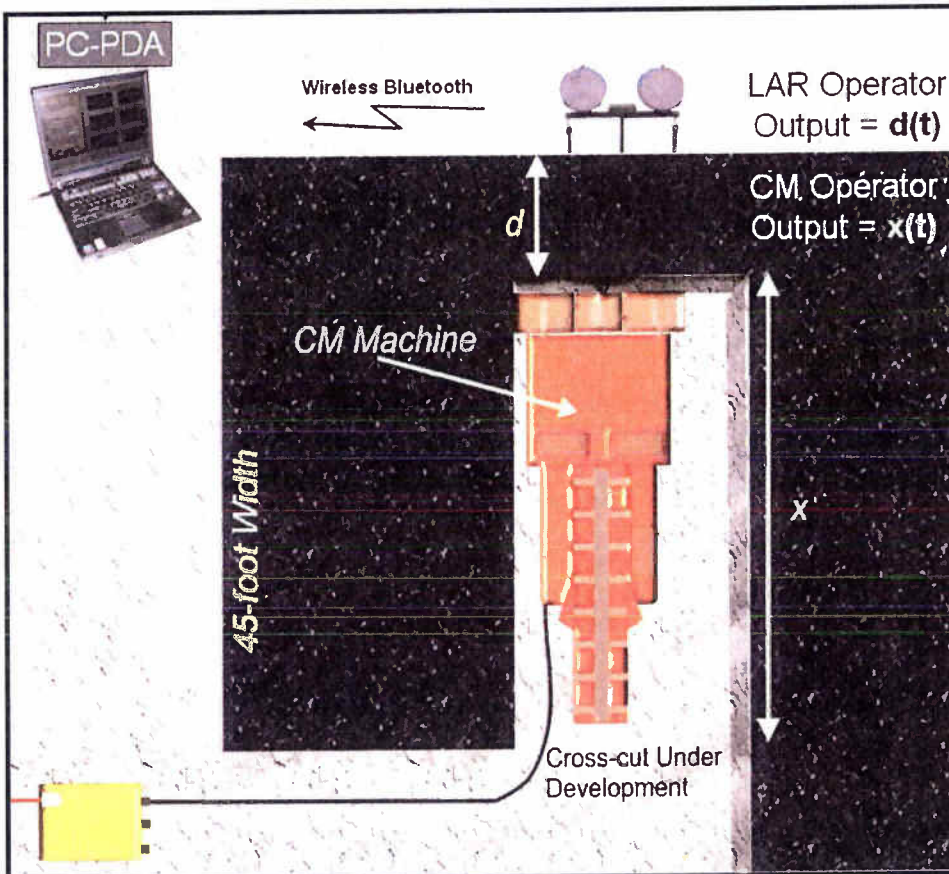 PC-PDA
Wireless Bluetooth
LAR Operator
Output = d(t)
CM Operator
Output = x(t)
d
CM Machine
45-foot Width
x
Cross-cut Under
Development